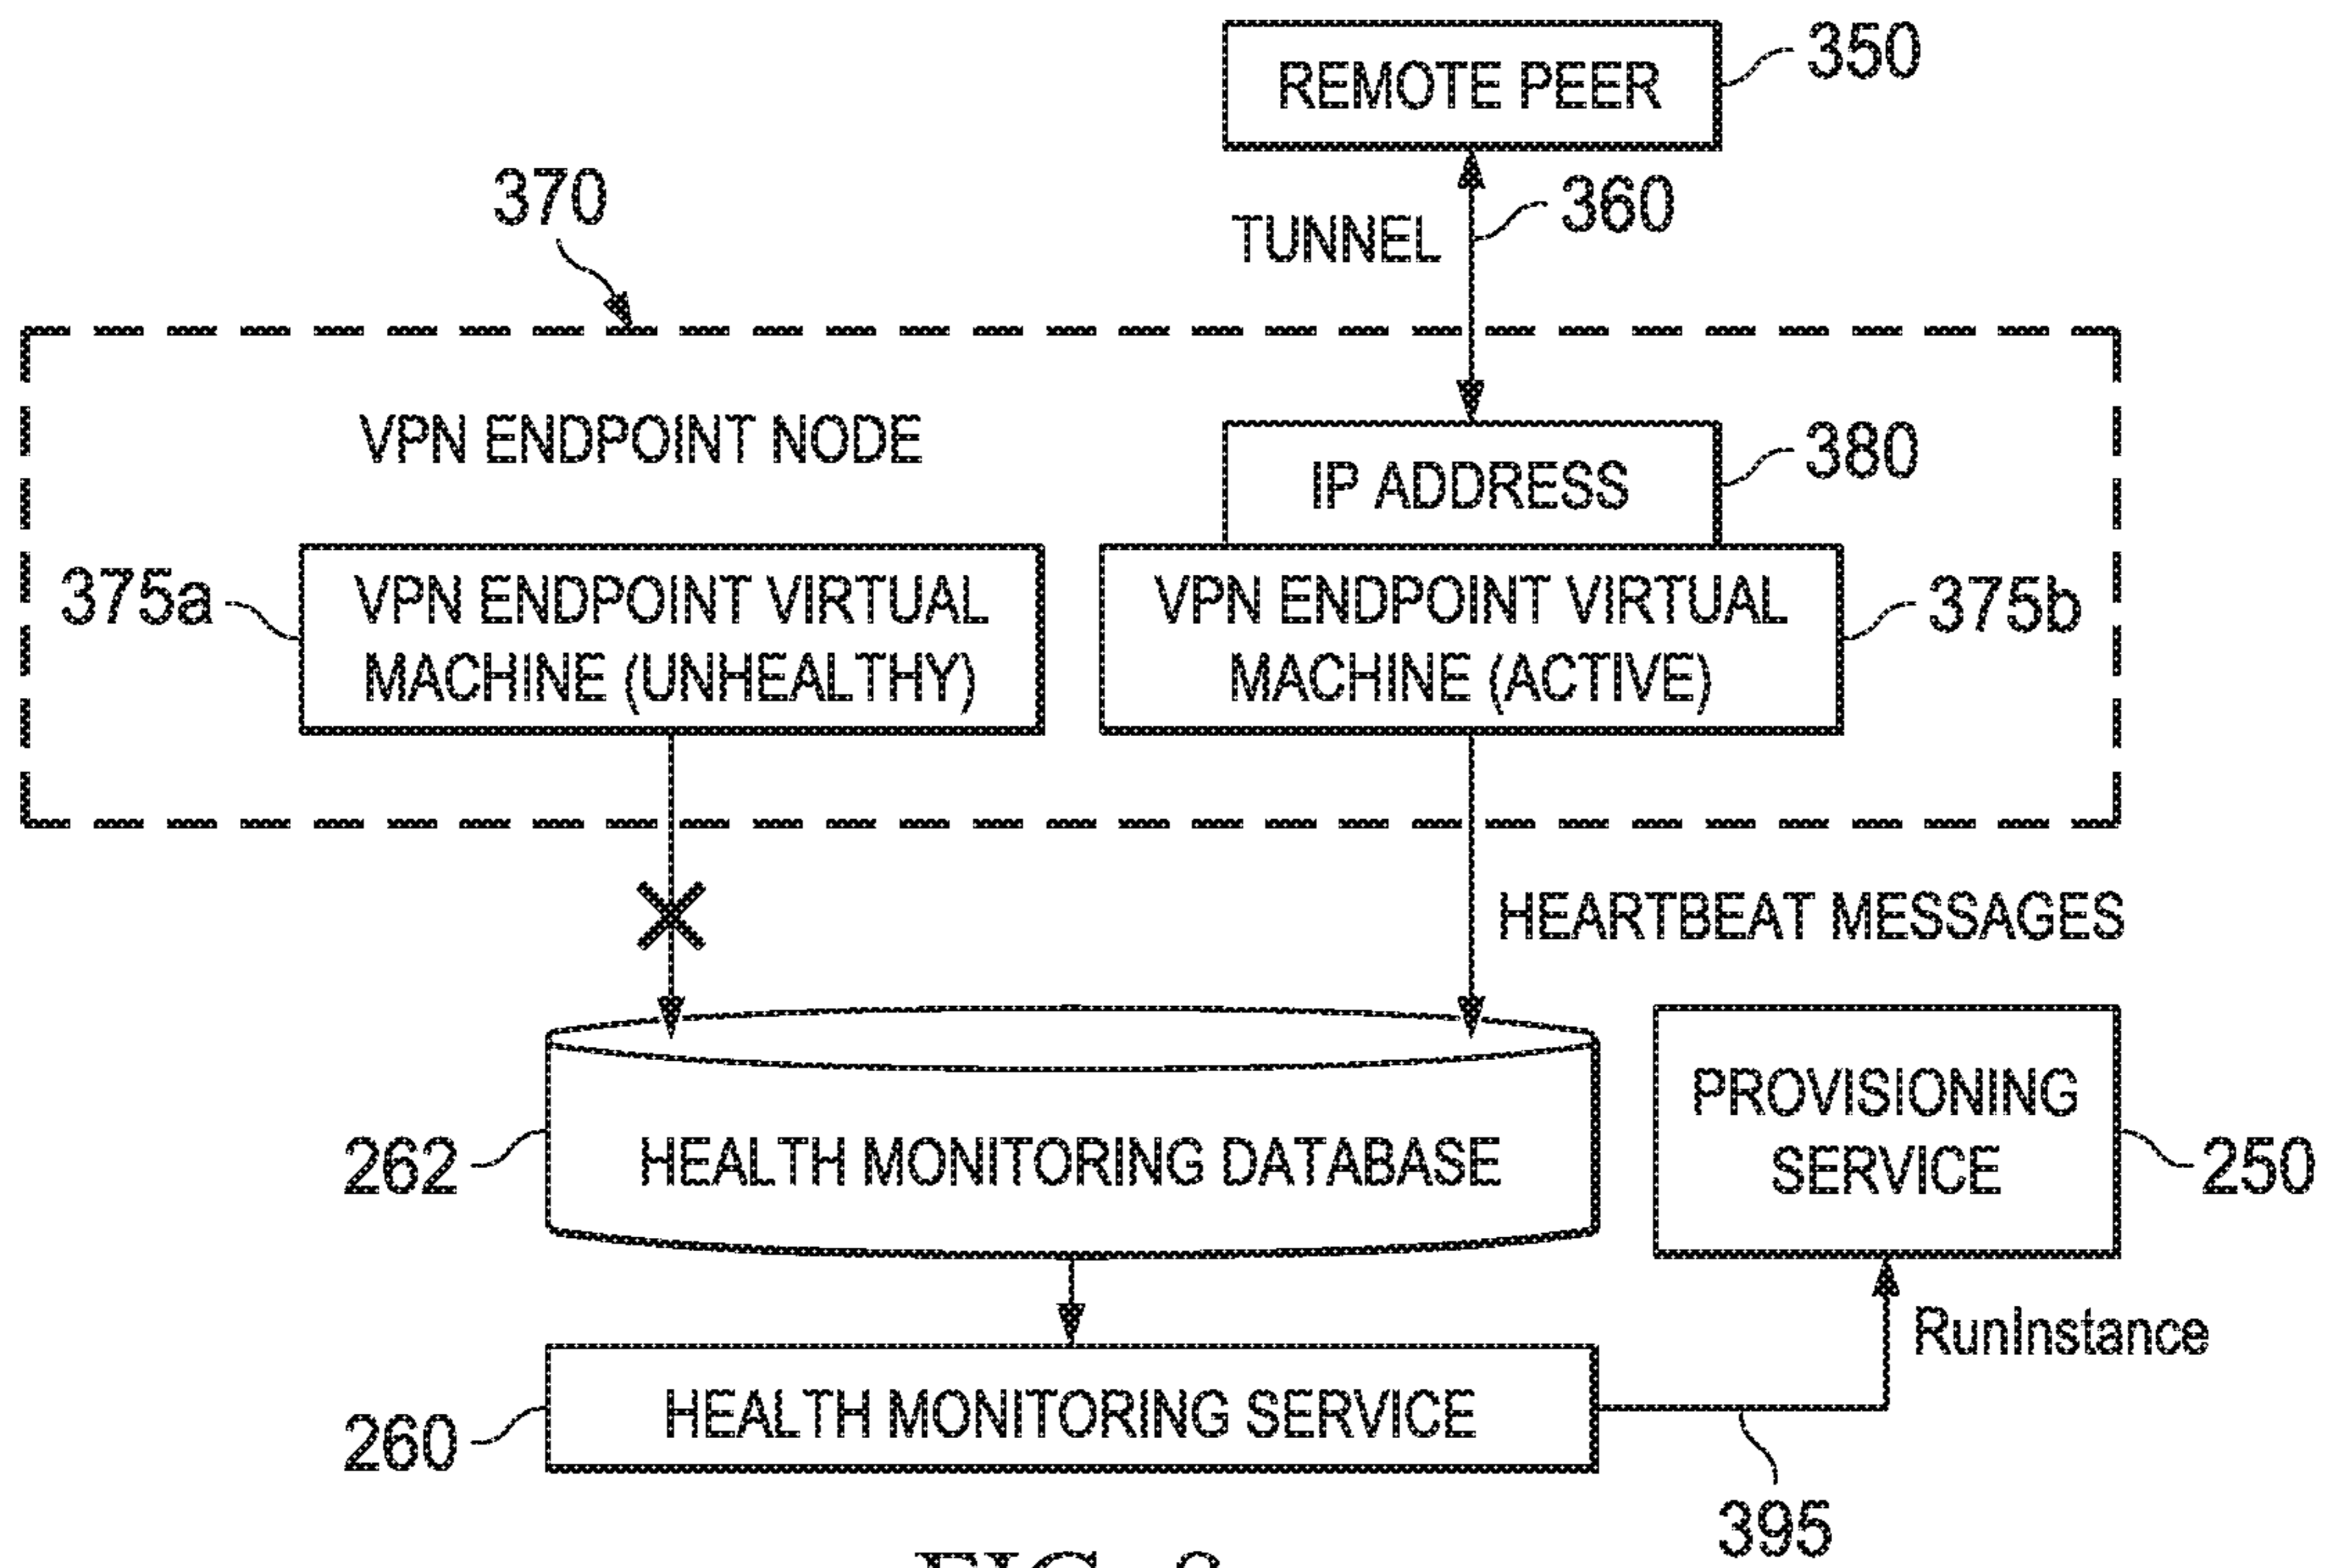 REMOTE PEER
350
370
TUNNEL
360
VPN ENDPOINT NODE
IP ADDRESS
380
375a
VPN ENDPOINT VIRTUAL
MACHINE (UNHEALTHY)
VPN ENDPOINT VIRTUAL
MACHINE (ACTIVE)
375b
HEARTBEAT MESSAGES
262
HEALTH MONITORING DATABASE
PROVISIONING
SERVICE
250
RunInstance
260
HEALTH MONITORING SERVICE
395